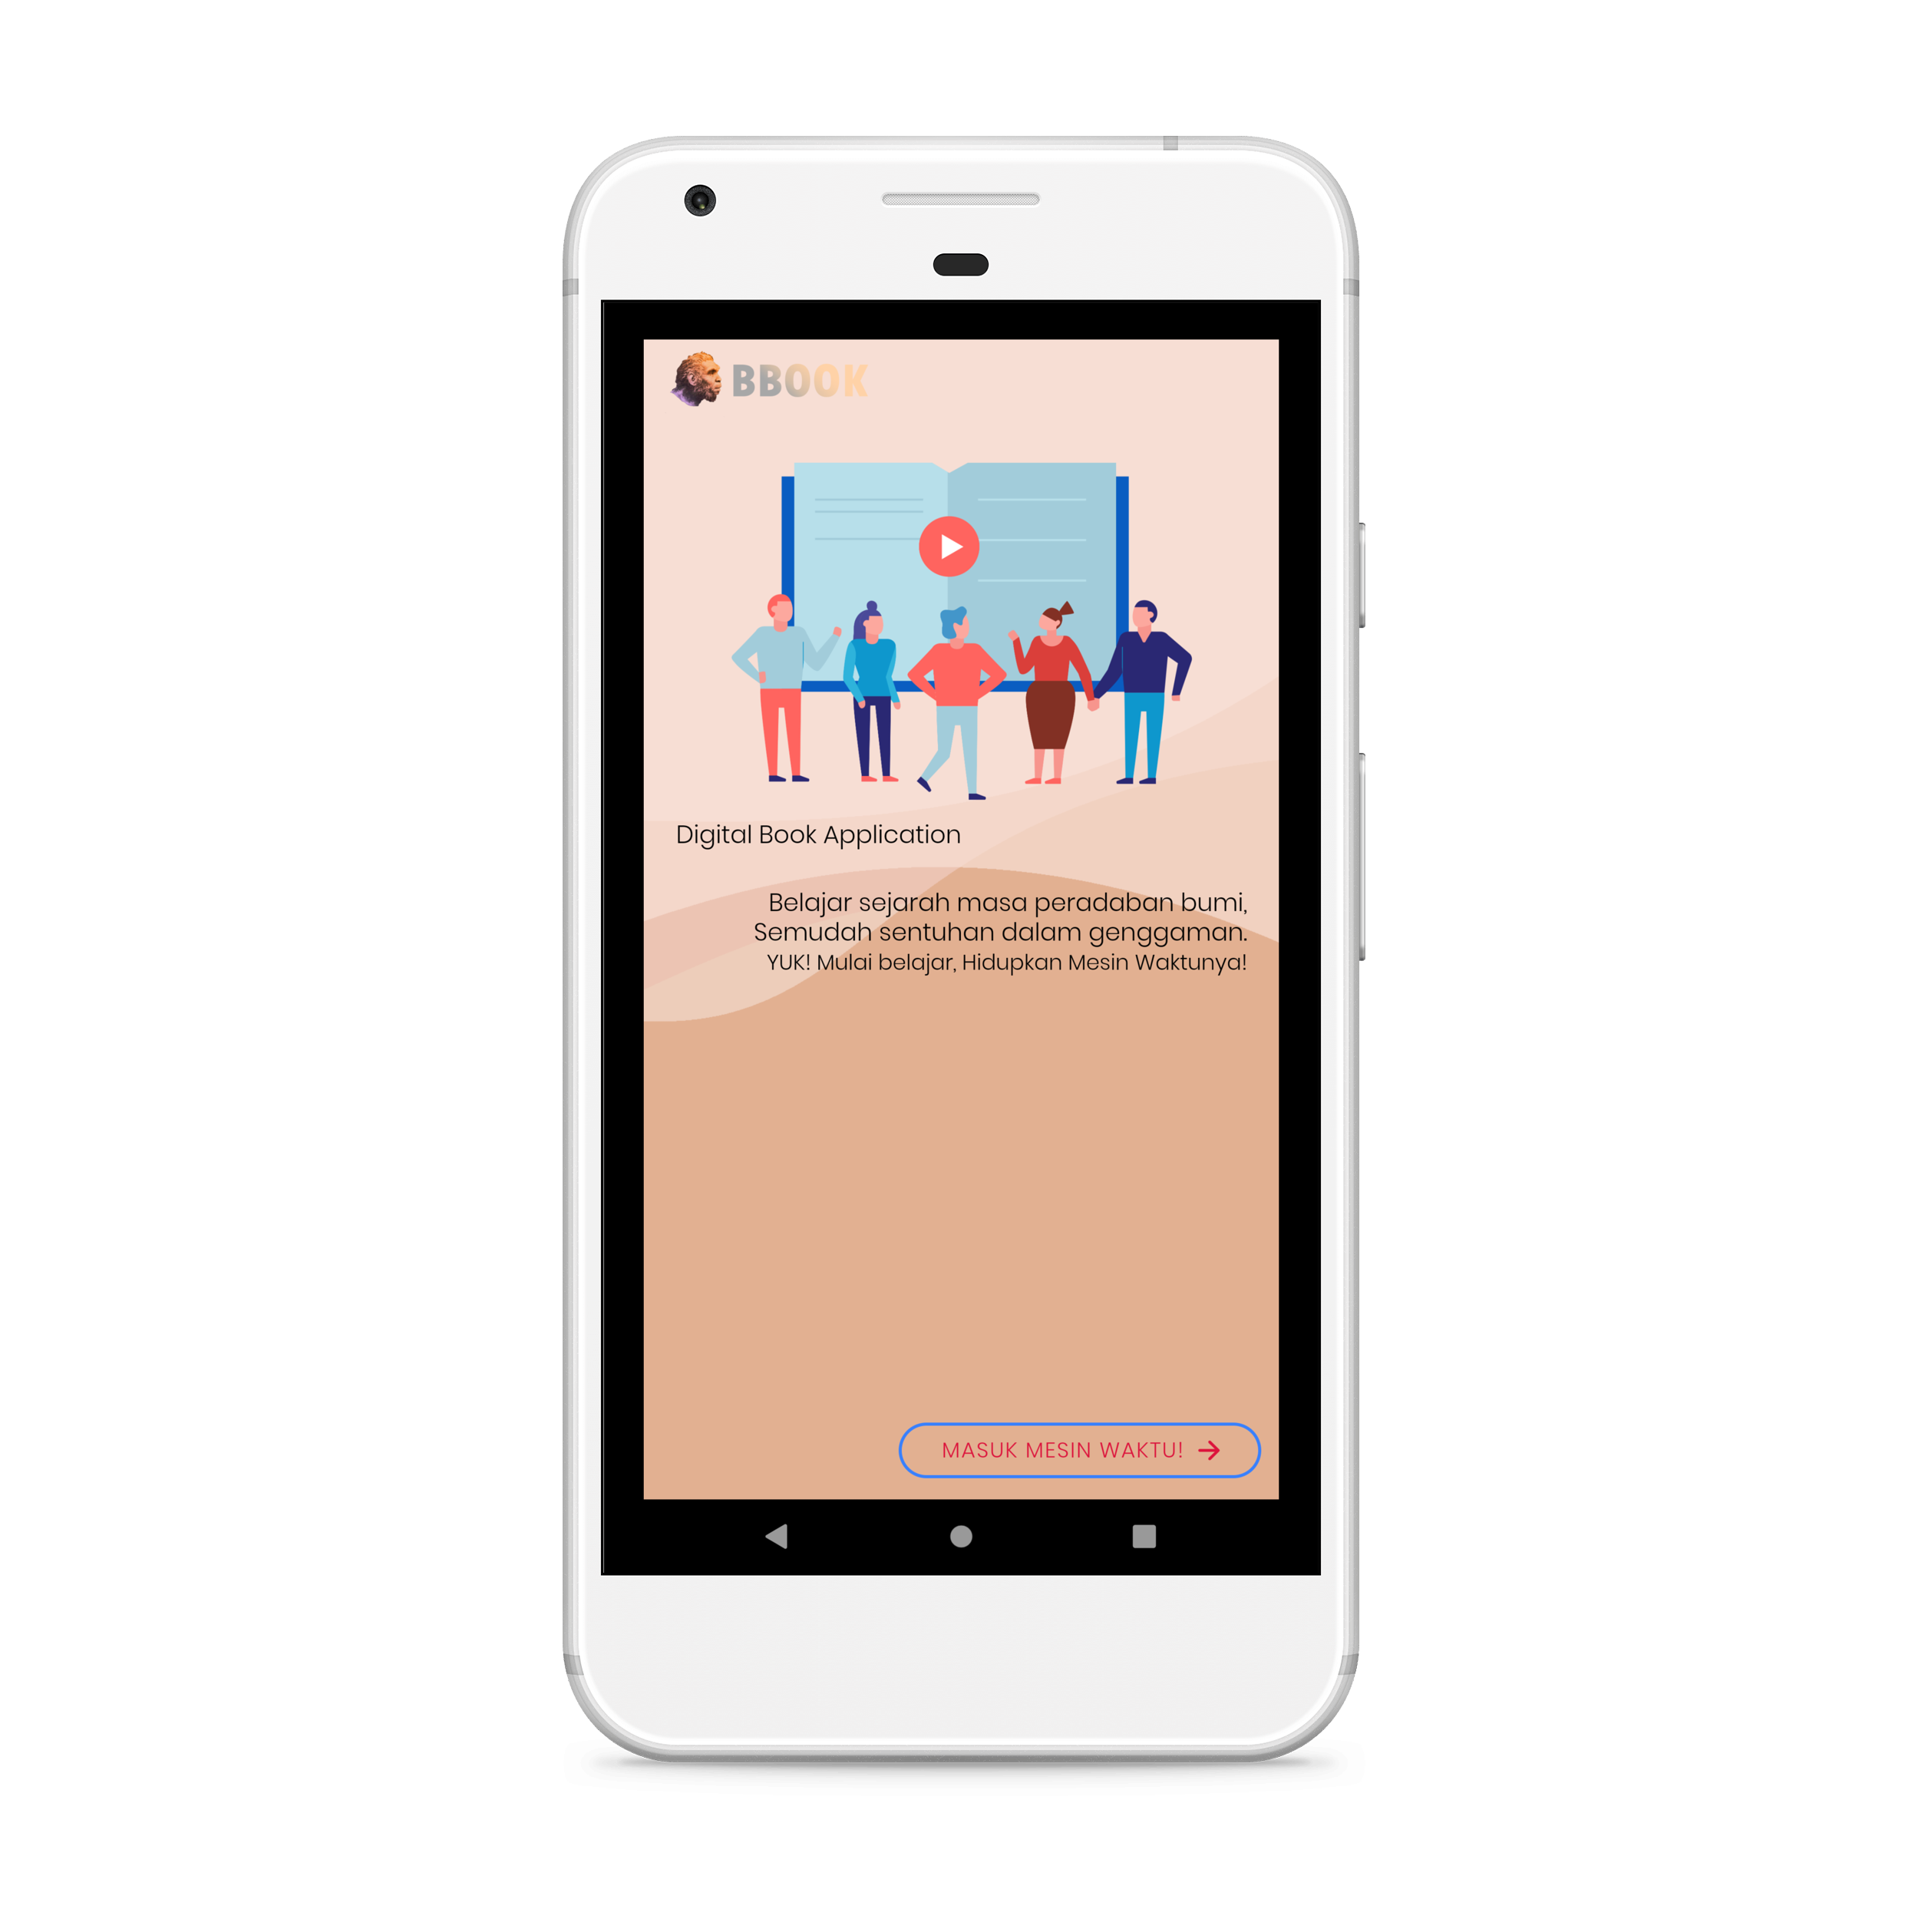 BBOOK
Digital Book Application
Belajar sejarah masa peradaban bumi,
Semudah sentuhan dalam genggaman.
YUK! Mulai belajar, Hidupkan Mesin Waktunya!
MASUK MESIN WAKTU!